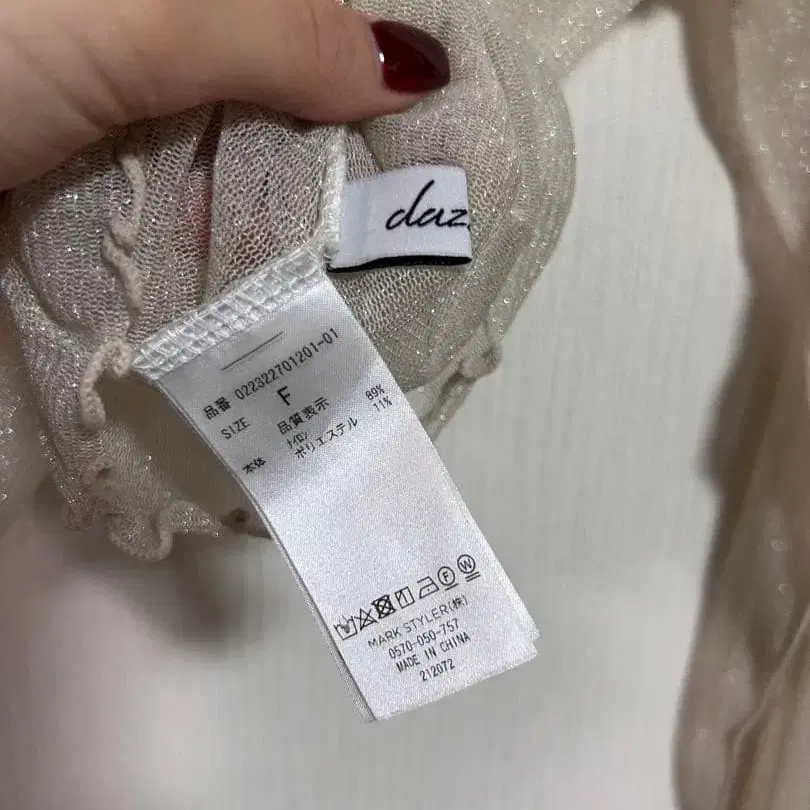 daz
品番 022322701201-01
SIZE F
品質表示
本体 ナイロン 89%
ポリエステル 11%
F W
MARK STYLER(株)
0570-050-757
MADE IN CHINA
212072